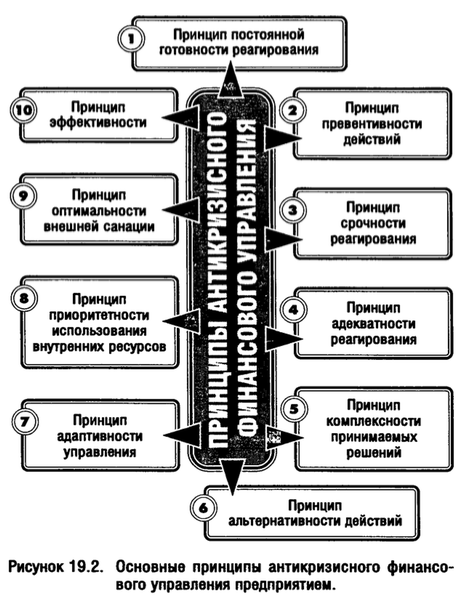 1
Принцип постоянной
готовности реагирования
10
Принцип
эффективности
2
Принцип
превентивности
действий
9
Принцип
оптимальности
внешней санации
3
Принцип
срочности
реагирования
8
Принцип
приоритетности
использования
внутренних ресурсов
4
Принцип
адекватности
реагирования
7
Принцип
адаптивности
управления
5
Принцип
комплексности
принимаемых
решений
6
Принцип
альтернативности действий
ПРИНЦИПЫ АНТИКРИЗИСНОГО
ФИНАНСОВОГО УПРАВЛЕНИЯ
Рисунок 19.2. Основные принципы антикризисного финансо-
вого управления предприятием.